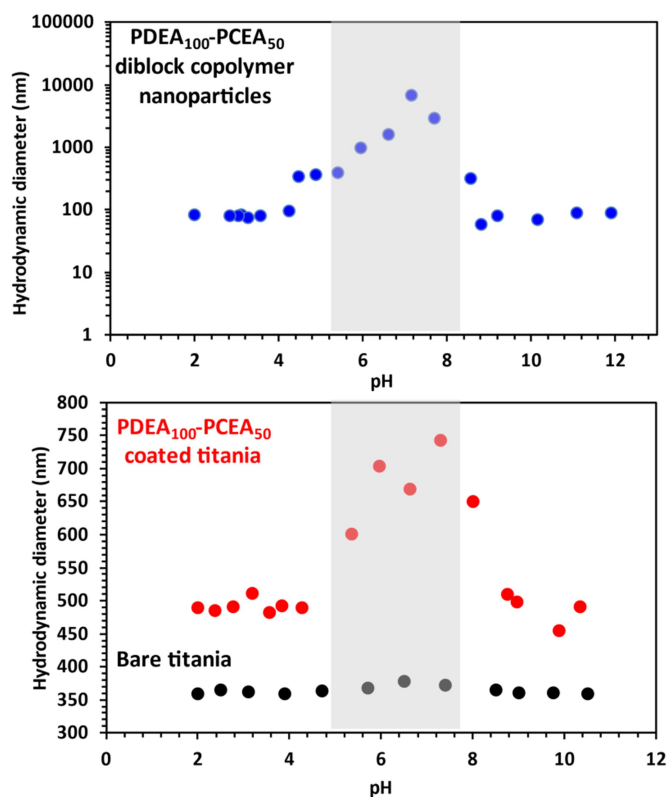 PDEA₁₀₀-PCEA₅₀
diblock copolymer
nanoparticles
Hydrodynamic diameter (nm)
100000
10000
1000
100
10
1
0 2 4 6 8 10 12
pH
PDEA₁₀₀-PCEA₅₀
coated titania
Bare titania
Hydrodynamic diameter (nm)
800
750
700
650
600
550
500
450
400
350
300
0 2 4 6 8 10 12
pH